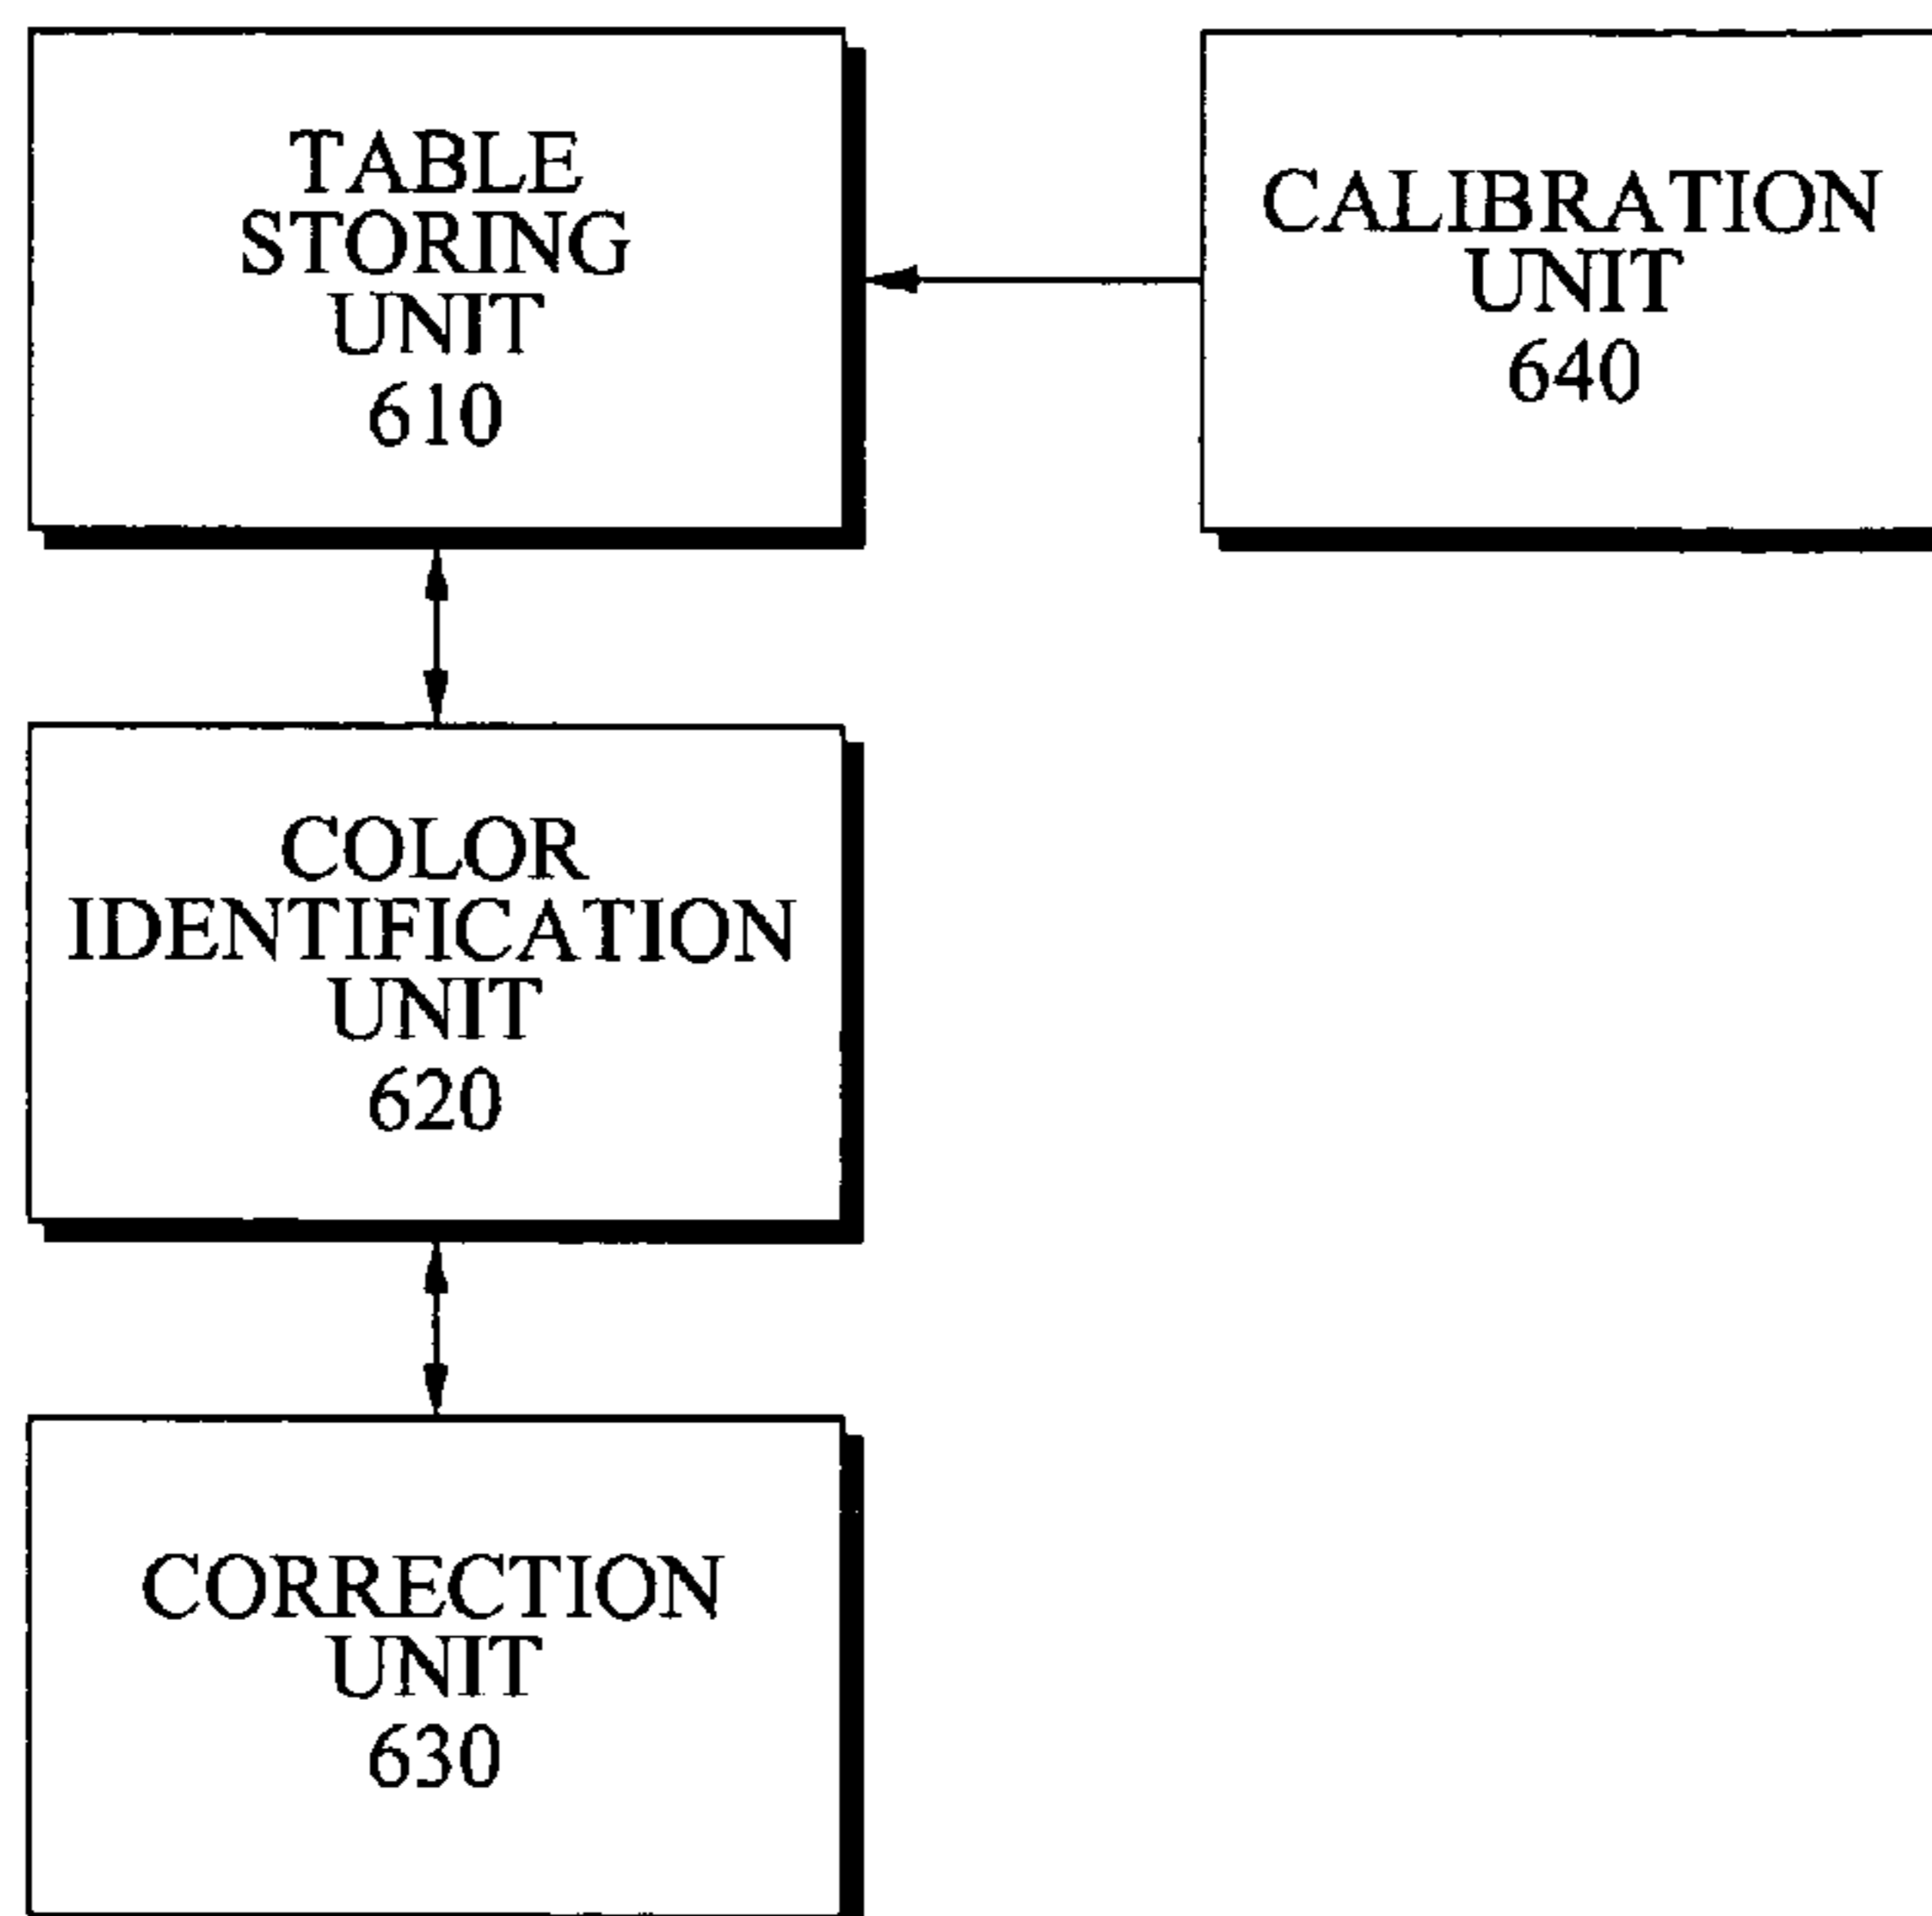 TABLE
STORING
UNIT
610
CALIBRATION
UNIT
640
COLOR
IDENTIFICATION
UNIT
620
CORRECTION
UNIT
630